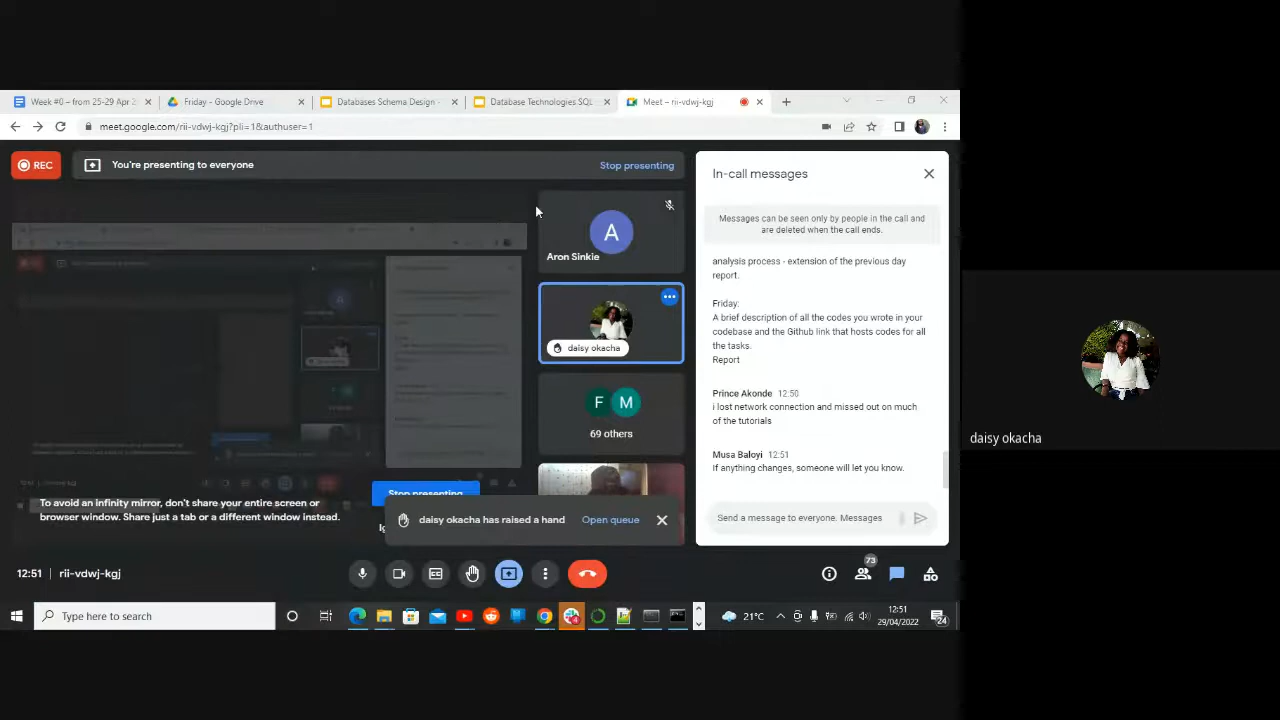 Week #0 – from 25-29 Apr 2
Friday - Google Drive
Databases Schema Design -
Database Technologies SQL
Meet – rii-vdwj-kgj
meet.google.com/rii-vdwj-kgj?pli=1&authuser=1
REC
You're presenting to everyone
Stop presenting
In-call messages
Messages can be seen only by people in the call and
are deleted when the call ends.
A
Aron Sinkie
analysis process - extension of the previous day
report.
Friday:
A brief description of all the codes you wrote in your
codebase and the Github link that hosts codes for all
the tasks.
Report
daisy okacha
Prince Akonde 12:50
i lost network connection and missed out on much
of the tutorials
F M
69 others
daisy okacha
Musa Baloyi 12:51
If anything changes, someone will let you know.
Stop presenting
To avoid an infinity mirror, don't share your entire screen or
browser window. Share just a tab or a different window instead.
daisy okacha has raised a hand
Open queue
Send a message to everyone. Messages
12:51 | rii-vdwj-kgj
73
Type here to search
21°C
12:51
29/04/2022
24